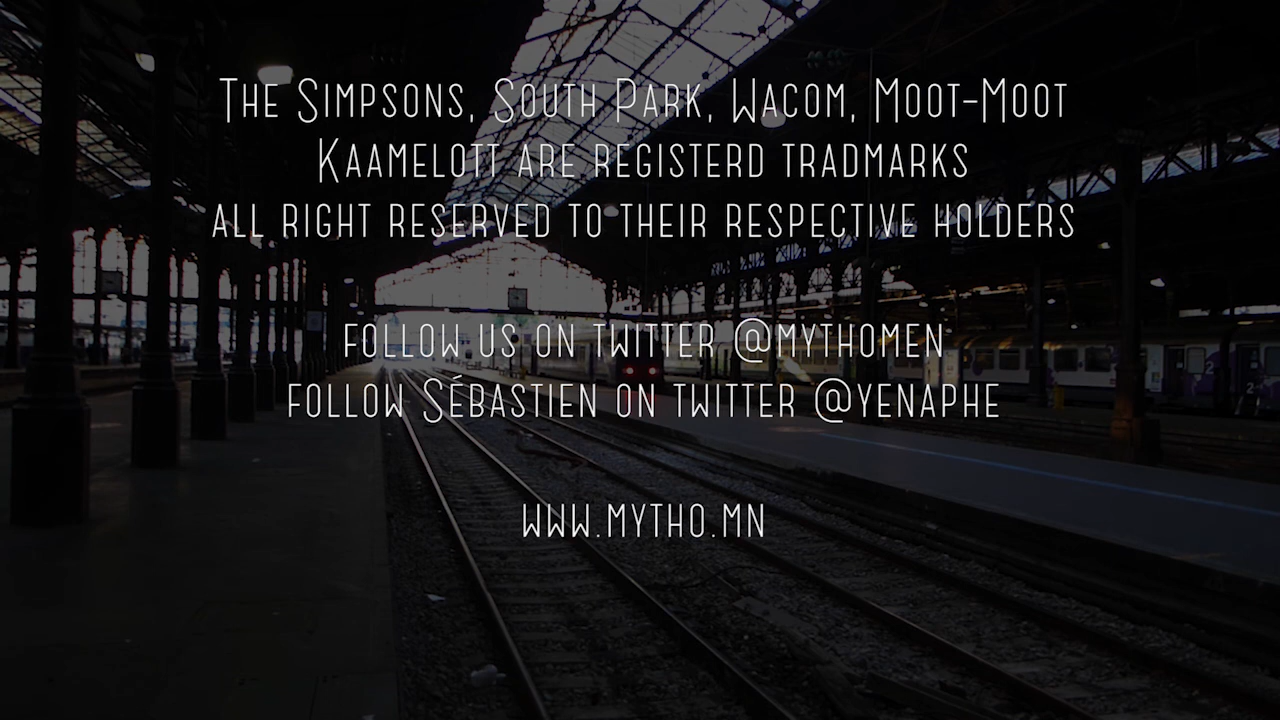 The Simpsons, South Park, Wacom, Moot-Moot
Kaamelott are registerd tradmarks
all right reserved to their respective holders
follow us on twitter @mythomen
follow Sébastien on twitter @yenaphe
www.mytho.mn